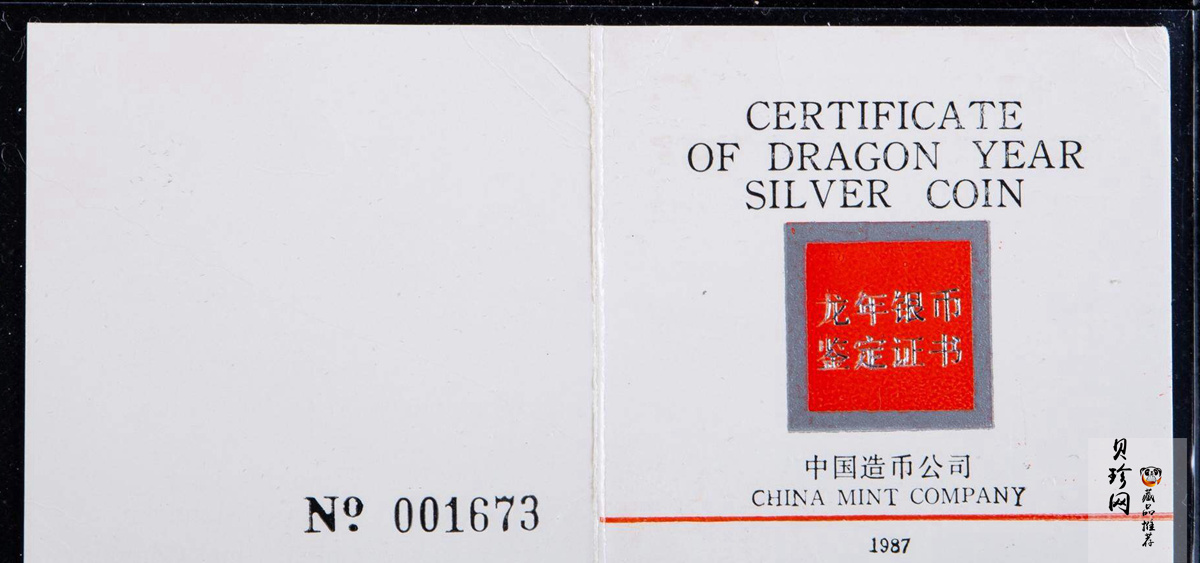 Nº 001673
CERTIFICATE
OF DRAGON YEAR
SILVER COIN
龙年银币
鉴定证书
中国造币公司
CHINA MINT COMPANY
1987
贝珍网
藏品推荐